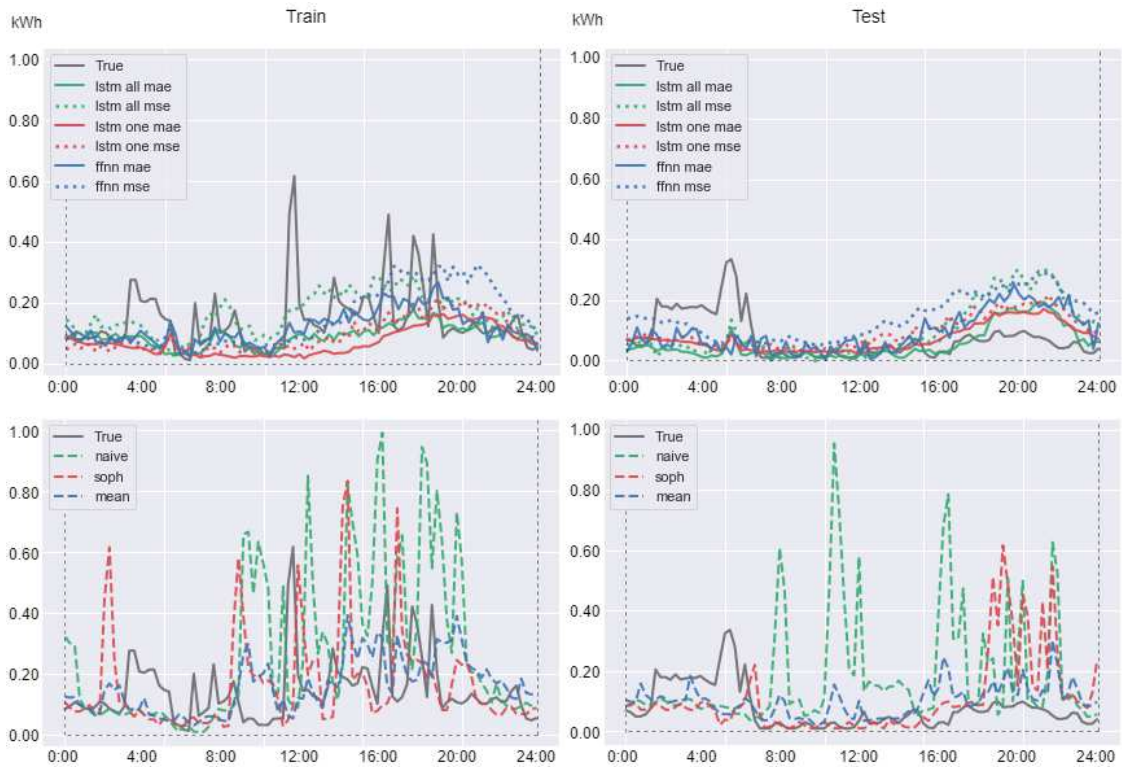 Train
Test
kWh
kWh
1.00
0.80
0.60
0.40
0.20
0.00
True
lstm all mae
lstm all mse
lstm one mae
lstm one mse
ffnn mae
ffnn mse
0:00 4:00 8:00 12:00 16:00 20:00 24:00
1.00
0.80
0.60
0.40
0.20
0.00
True
lstm all mae
lstm all mse
lstm one mae
lstm one mse
ffnn mae
ffnn mse
0:00 4:00 8:00 12:00 16:00 20:00 24:00
1.00
0.80
0.60
0.40
0.20
0.00
True
naive
soph
mean
0:00 4:00 8:00 12:00 16:00 20:00 24:00
1.00
0.80
0.60
0.40
0.20
0.00
True
naive
soph
mean
0:00 4:00 8:00 12:00 16:00 20:00 24:00